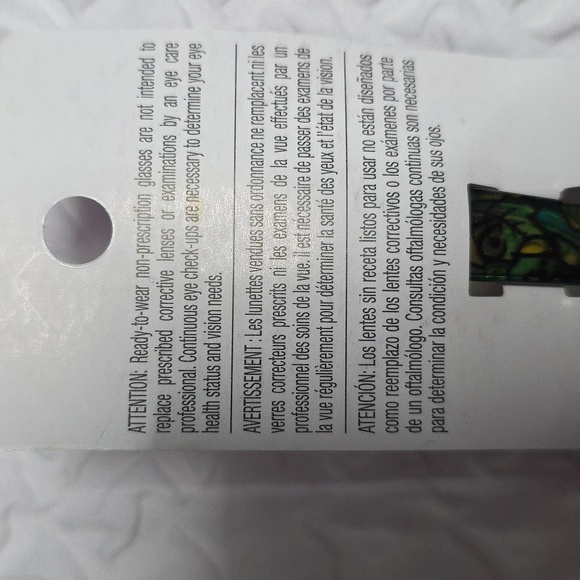 ATTENTION: Ready-to-wear non-prescription glasses are not intended to
replace prescribed corrective lenses or examinations by an eye care
professional. Continuous eye check-ups are necessary to determine your eye
health status and vision needs.
AVERTISSEMENT : Les lunettes vendues sans ordonnance ne remplacent ni les
verres correcteurs prescrits ni les examens de la vue effectués par un
professionnel des soins de la vue. Il est nécessaire de passer des examens de
la vue régulièrement pour déterminer la santé des yeux et l'état de la vision.
ATENCIÓN: Los lentes sin receta listos para usar no están diseñados
como reemplazo de los lentes correctivos o los exámenes por parte
de un oftalmólogo. Consultas oftalmólogas continuas son necesarias
para determinar la condición y necesidades de sus ojos.